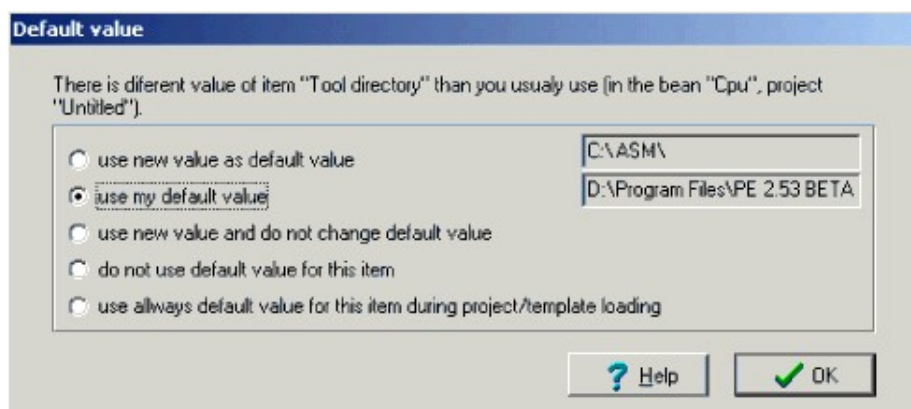 Default value
There is diferent value of item "Tool directory" than you usualy use (in the bean "Cpu", project
"Untitled").
use new value as default value
C:\ASM\
use my default value
D:\Program Files\PE 2.53 BETA
use new value and do not change default value
do not use default value for this item
use allways default value for this item during project/template loading
Help
OK